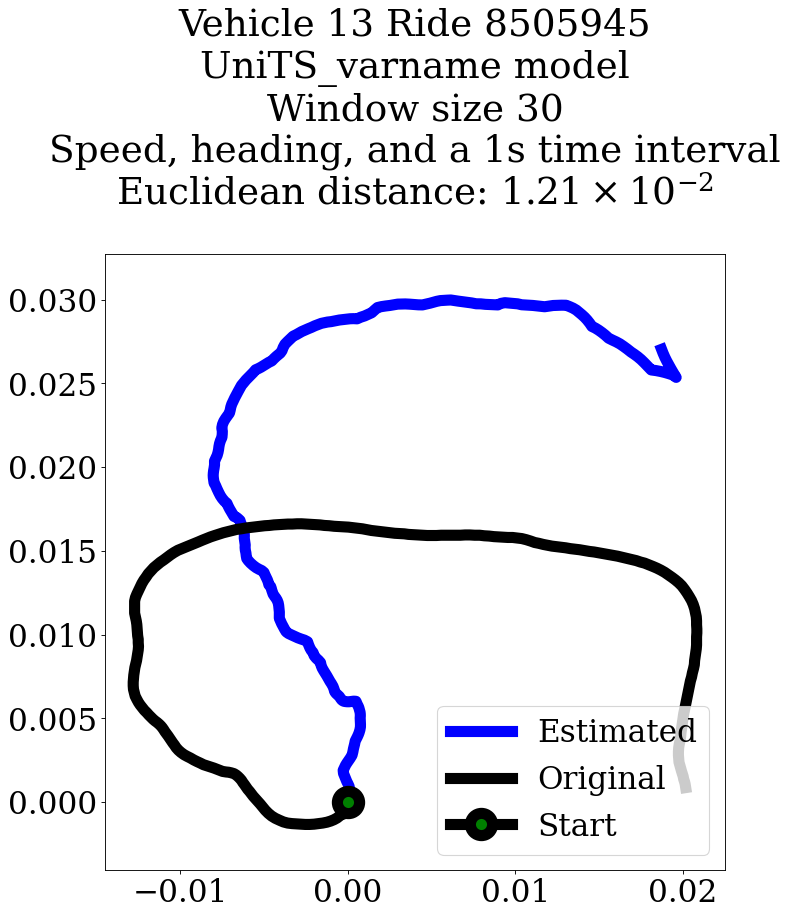 Vehicle 13 Ride 8505945
UniTS_varname model
Window size 30
Speed, heading, and a 1s time interval
Euclidean distance: 1.21 × 10⁻²
0.030
0.025
0.020
0.015
0.010
0.005
0.000
Estimated
Original
Start
−0.01 0.00 0.01 0.02